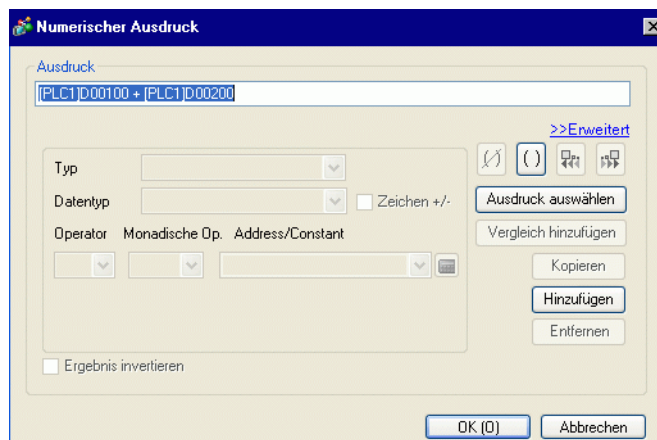 Numerischer Ausdruck
Ausdruck
[PLC1]D00100 + [PLC1]D00200
>>Erweitert
( )
Typ
Datentyp
Zeichen +/-
Ausdruck auswählen
Operator Monadische Op. Address/Constant
Vergleich hinzufügen
Kopieren
Hinzufügen
Entfernen
Ergebnis invertieren
OK (O)
Abbrechen